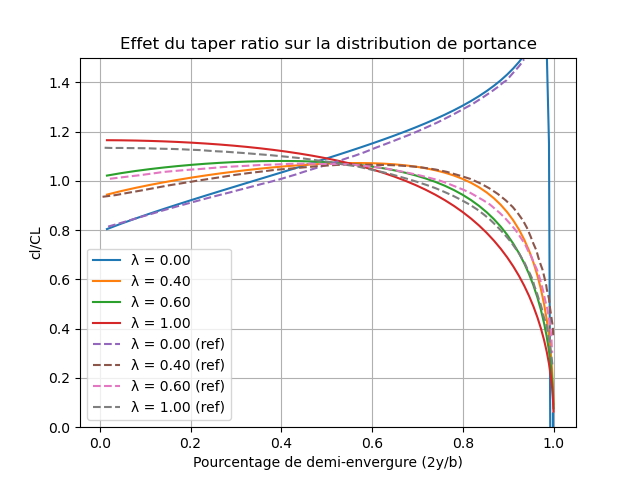 Effet du taper ratio sur la distribution de portance
cl/CL
1.4
1.2
1.0
0.8
0.6
0.4
0.2
0.0
λ = 0.00
λ = 0.40
λ = 0.60
λ = 1.00
λ = 0.00 (ref)
λ = 0.40 (ref)
λ = 0.60 (ref)
λ = 1.00 (ref)
0.0 0.2 0.4 0.6 0.8 1.0
Pourcentage de demi-envergure (2y/b)